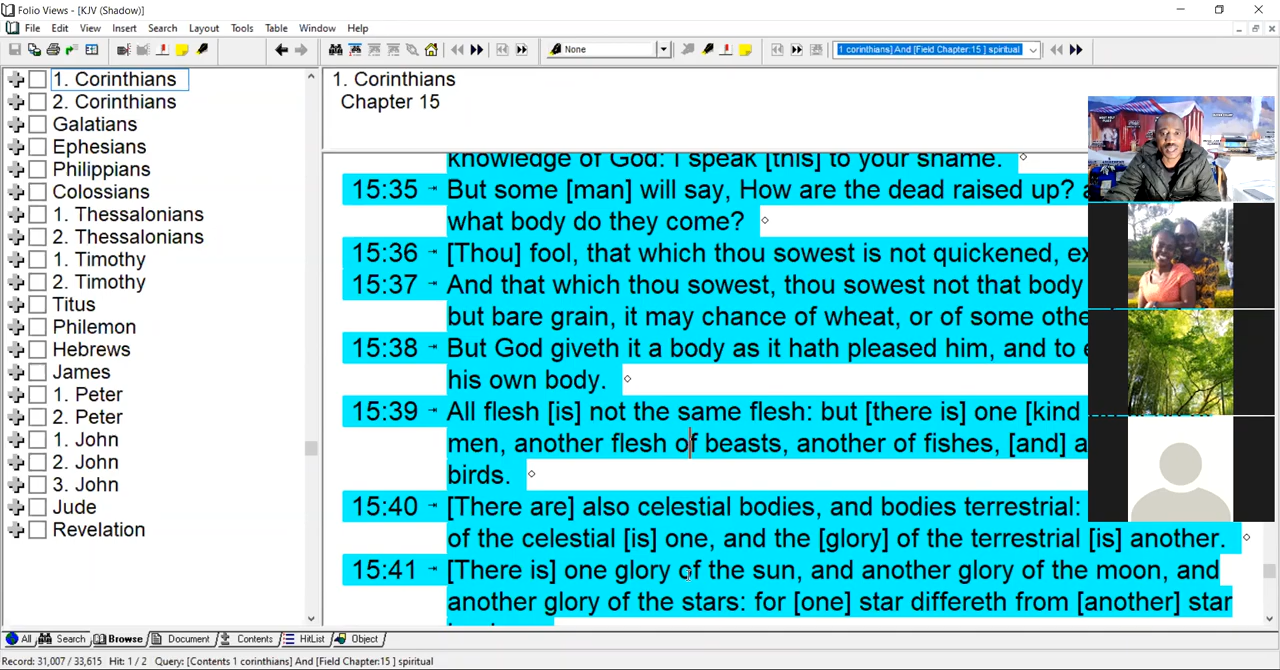 Folio Views - [KJV (Shadow)]
File Edit View Insert Search Layout Tools Table Window Help
None
1 corinthians] And [Field Chapter:15 ] spiritual
1. Corinthians
2. Corinthians
Galatians
Ephesians
Philippians
Colossians
1. Thessalonians
2. Thessalonians
1. Timothy
2. Timothy
Titus
Philemon
Hebrews
James
1. Peter
2. Peter
1. John
2. John
3. John
Jude
Revelation
1. Corinthians
Chapter 15
knowledge of God: I speak [this] to your shame.
15:35 But some [man] will say, How are the dead raised up?
what body do they come?
15:36 [Thou] fool, that which thou sowest is not quickened,
15:37 And that which thou sowest, thou sowest not that body
but bare grain, it may chance of wheat, or of some
15:38 But God giveth it a body as it hath pleased him, and to
his own body.
15:39 All flesh [is] not the same flesh: but [there is] one [kind
men, another flesh of beasts, another of fishes, [and]
birds.
15:40 [There are] also celestial bodies, and bodies terrestrial:
of the celestial [is] one, and the [glory] of the terrestrial [is] another.
15:41 [There is] one glory of the sun, and another glory of the moon, and
another glory of the stars: for [one] star differeth from [another] star
All Search Browse Document Contents HitList Object
Record: 31,007 / 33,615 Hit: 1 / 2 Query: [Contents 1 corinthians] And [Field Chapter:15 ] spiritual